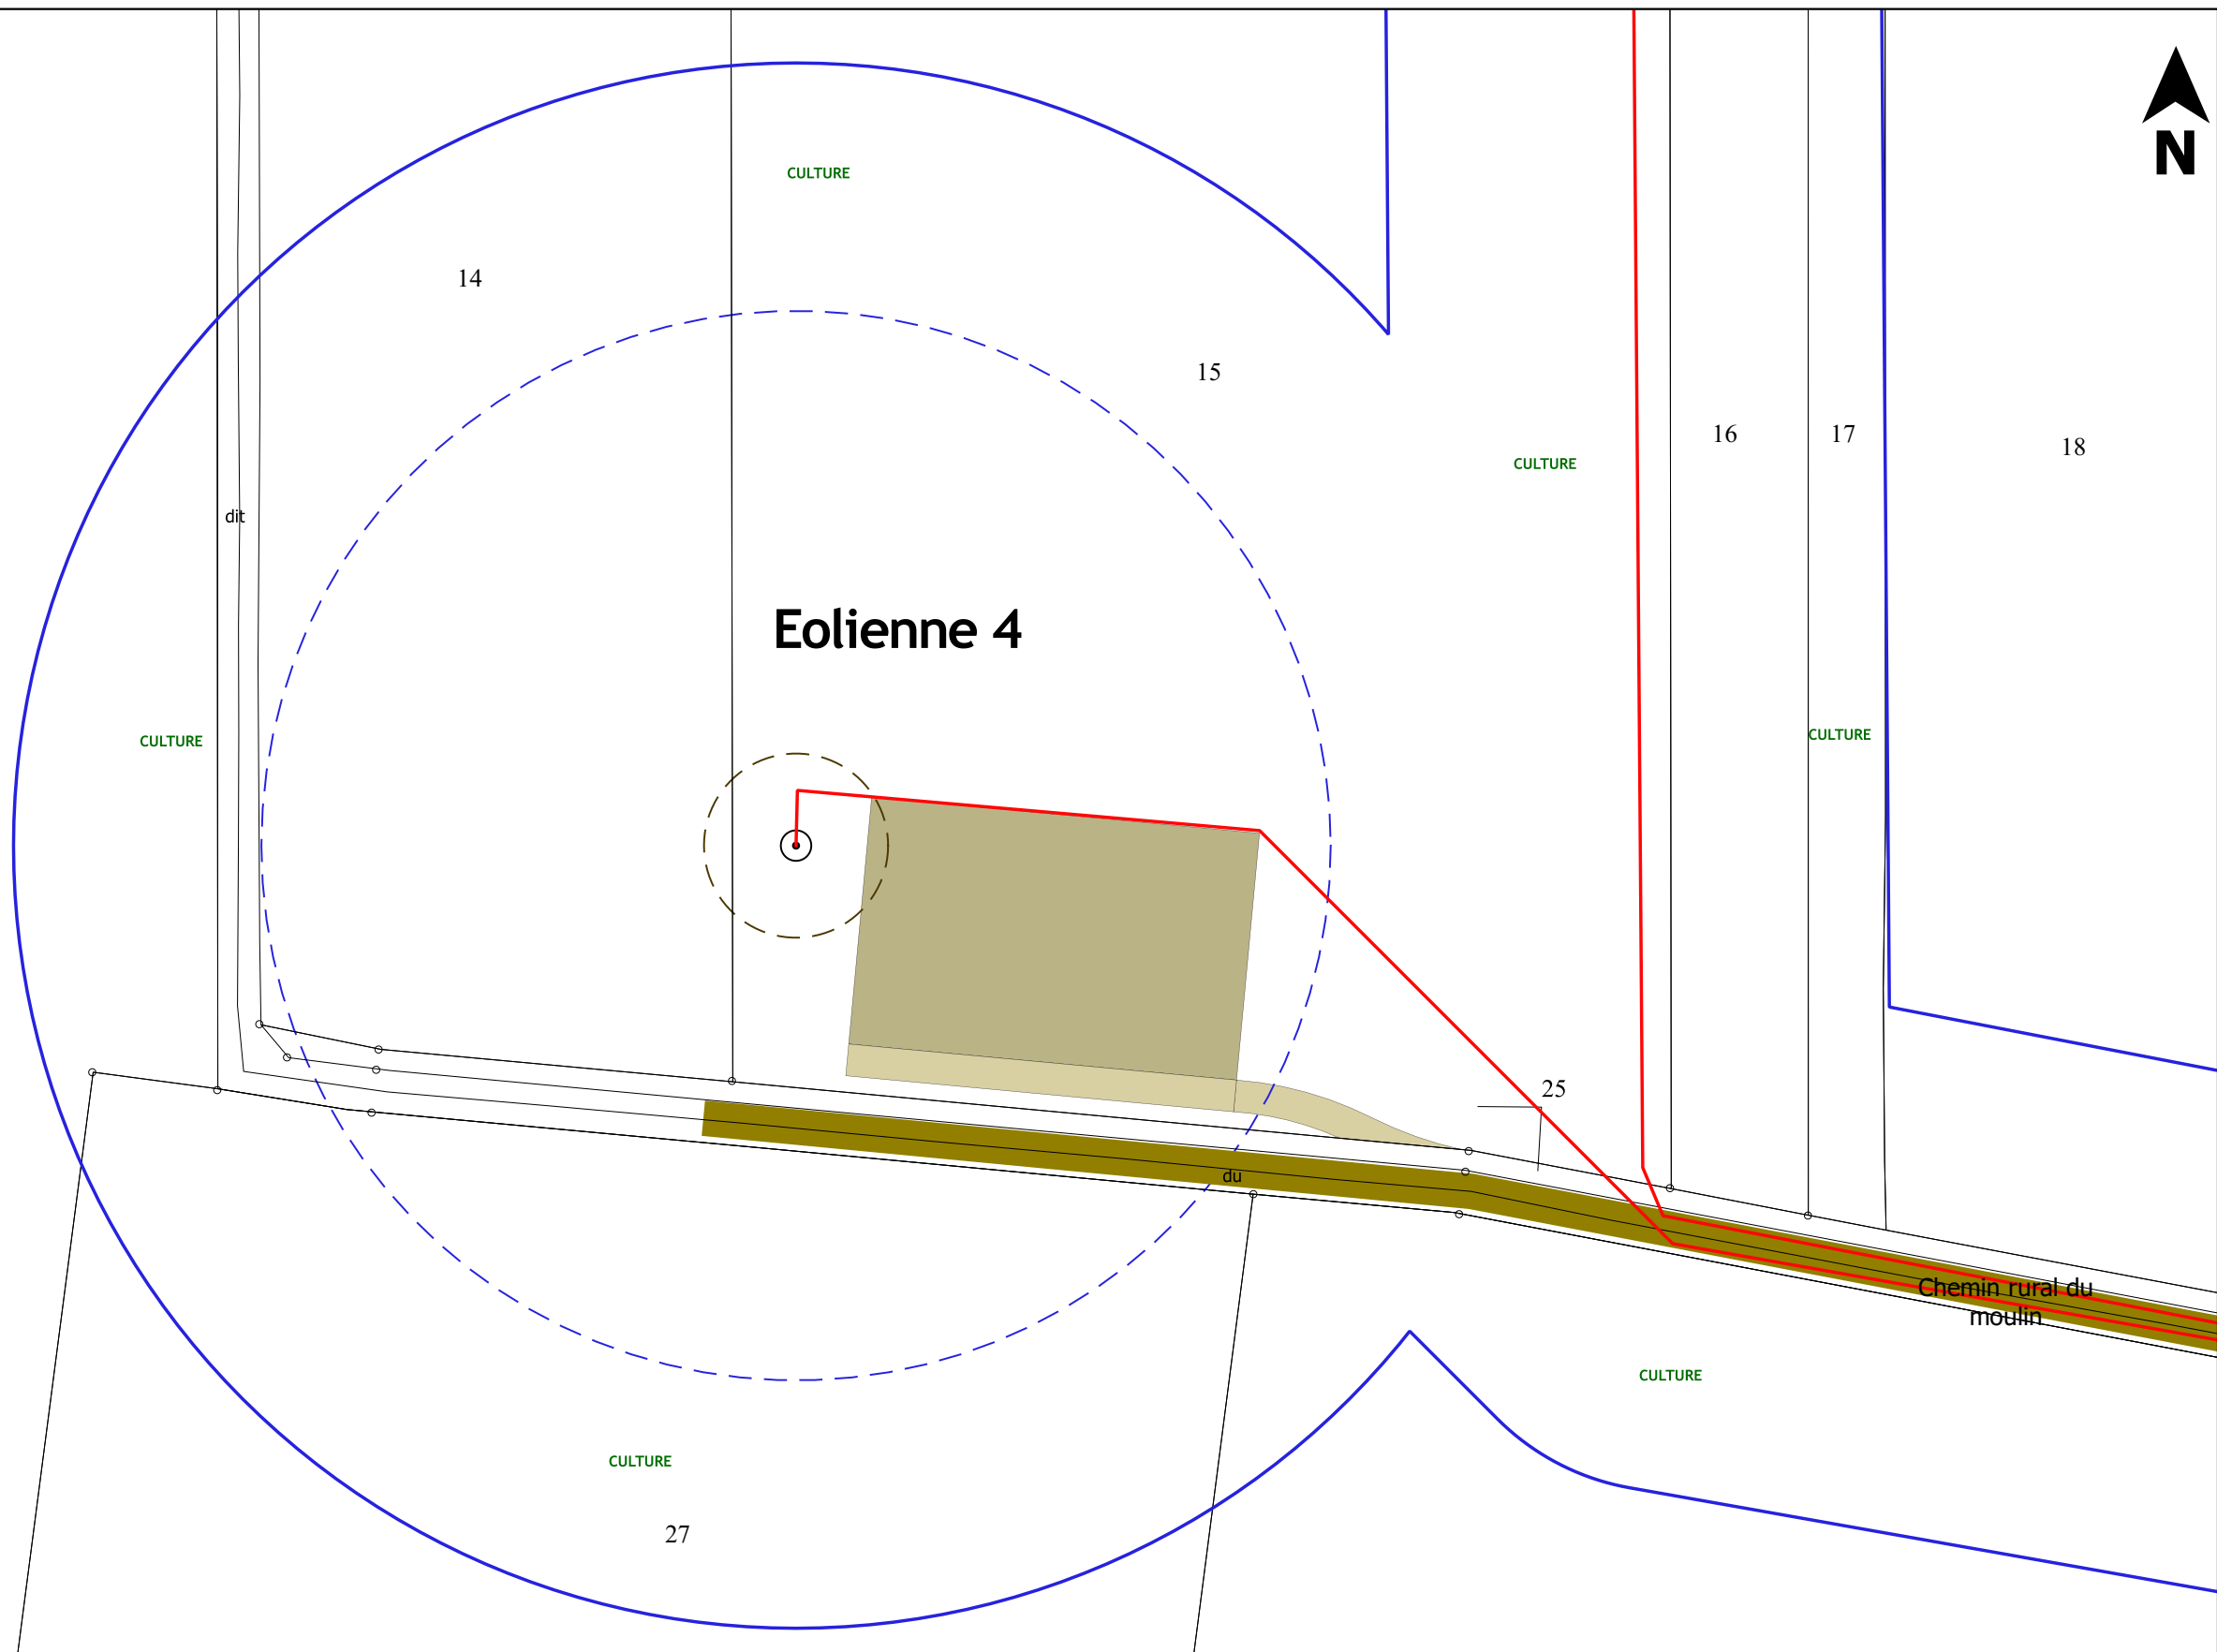 N
CULTURE
14
15
16
17
18
CULTURE
dit
Eolienne 4
CULTURE
CULTURE
25
du
Chemin rural du
moulin
CULTURE
CULTURE
27